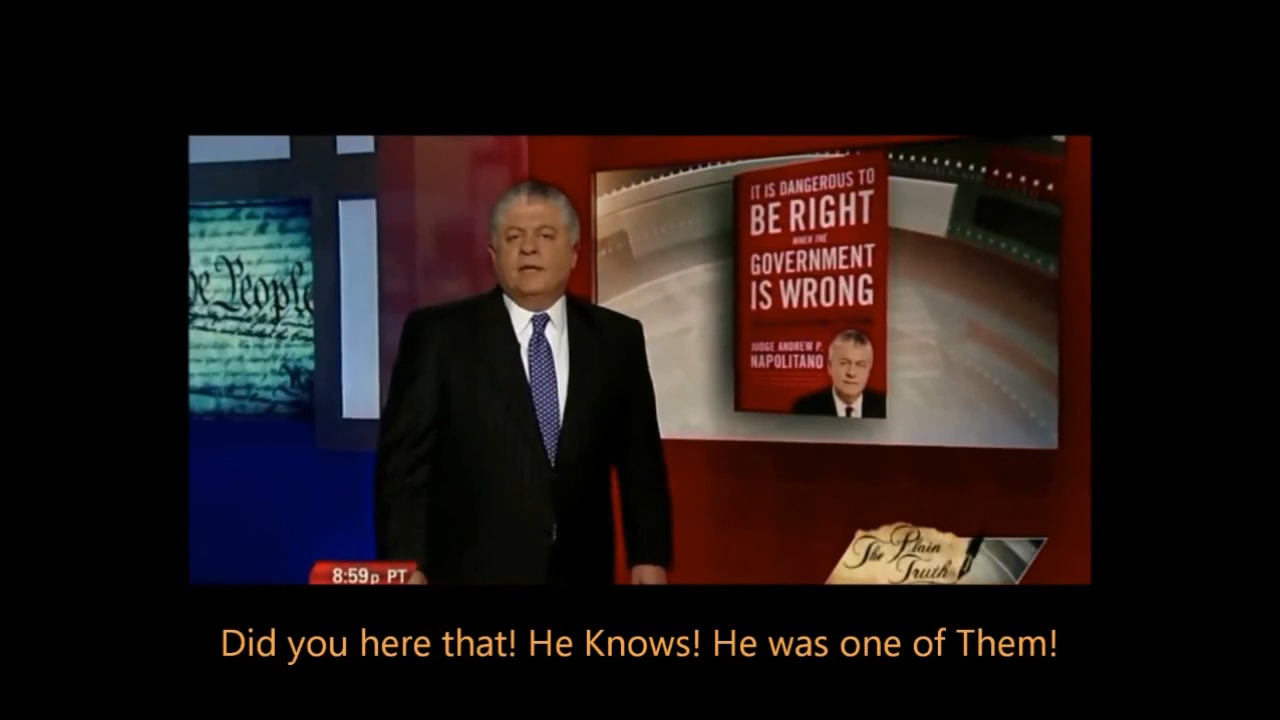 We People
IT IS DANGEROUS TO
BE RIGHT
WHEN THE
GOVERNMENT
IS WRONG
JUDGE ANDREW P.
NAPOLITANO
The Plain
Truth
8:59p PT
Did you here that! He Knows! He was one of Them!